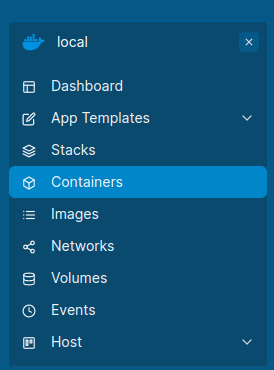 local
Dashboard
App Templates
Stacks
Containers
Images
Networks
Volumes
Events
Host